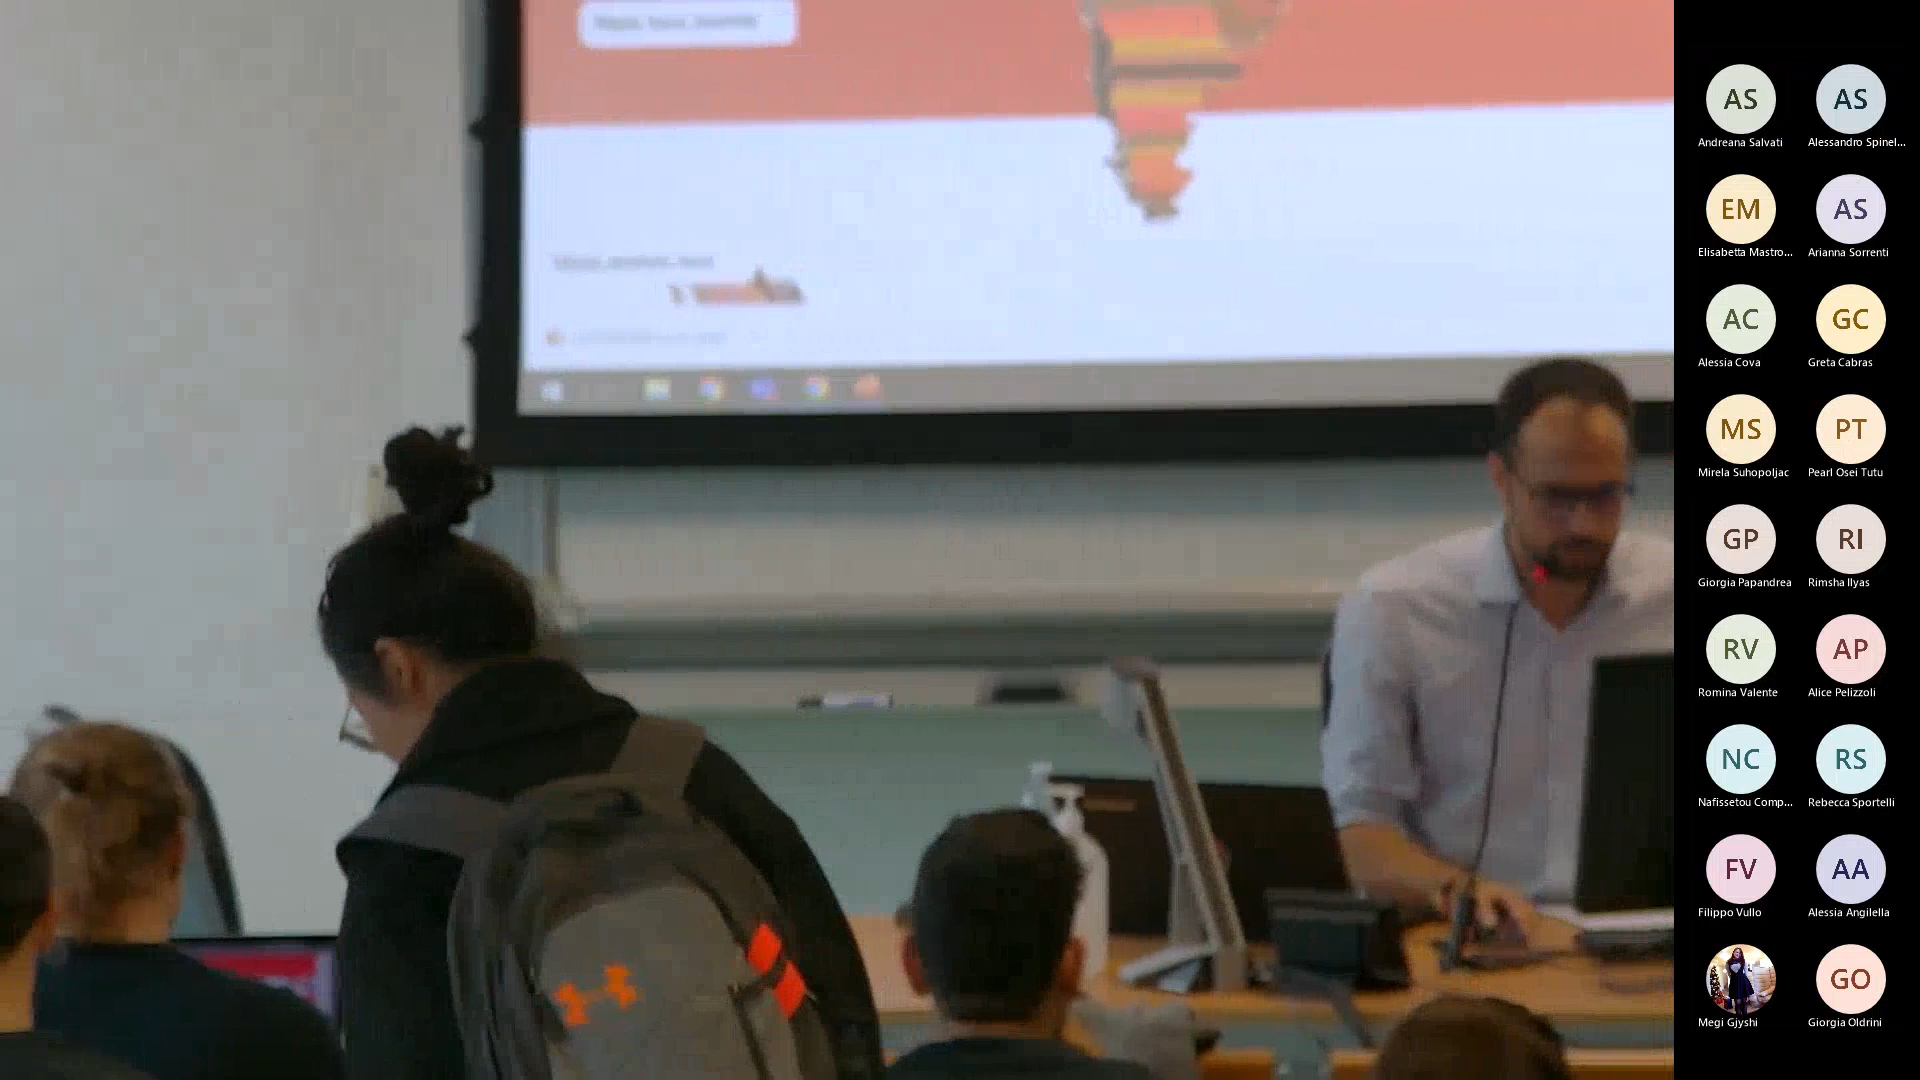 AS
AS
Andreana Salvati
Alessandro Spinel...
EM
AS
Elisabetta Mastro...
Arianna Sorrenti
AC
GC
Alessia Cova
Greta Cabras
MS
PT
Mirela Suhopoljac
Pearl Osei Tutu
GP
RI
Giorgia Papandrea
Rimsha Ilyas
RV
AP
Romina Valente
Alice Pelizzoli
NC
RS
Nafissetou Comp...
Rebecca Sportelli
FV
AA
Filippo Vullo
Alessia Angilella
GO
Megi Gjyshi
Giorgia Oldrini